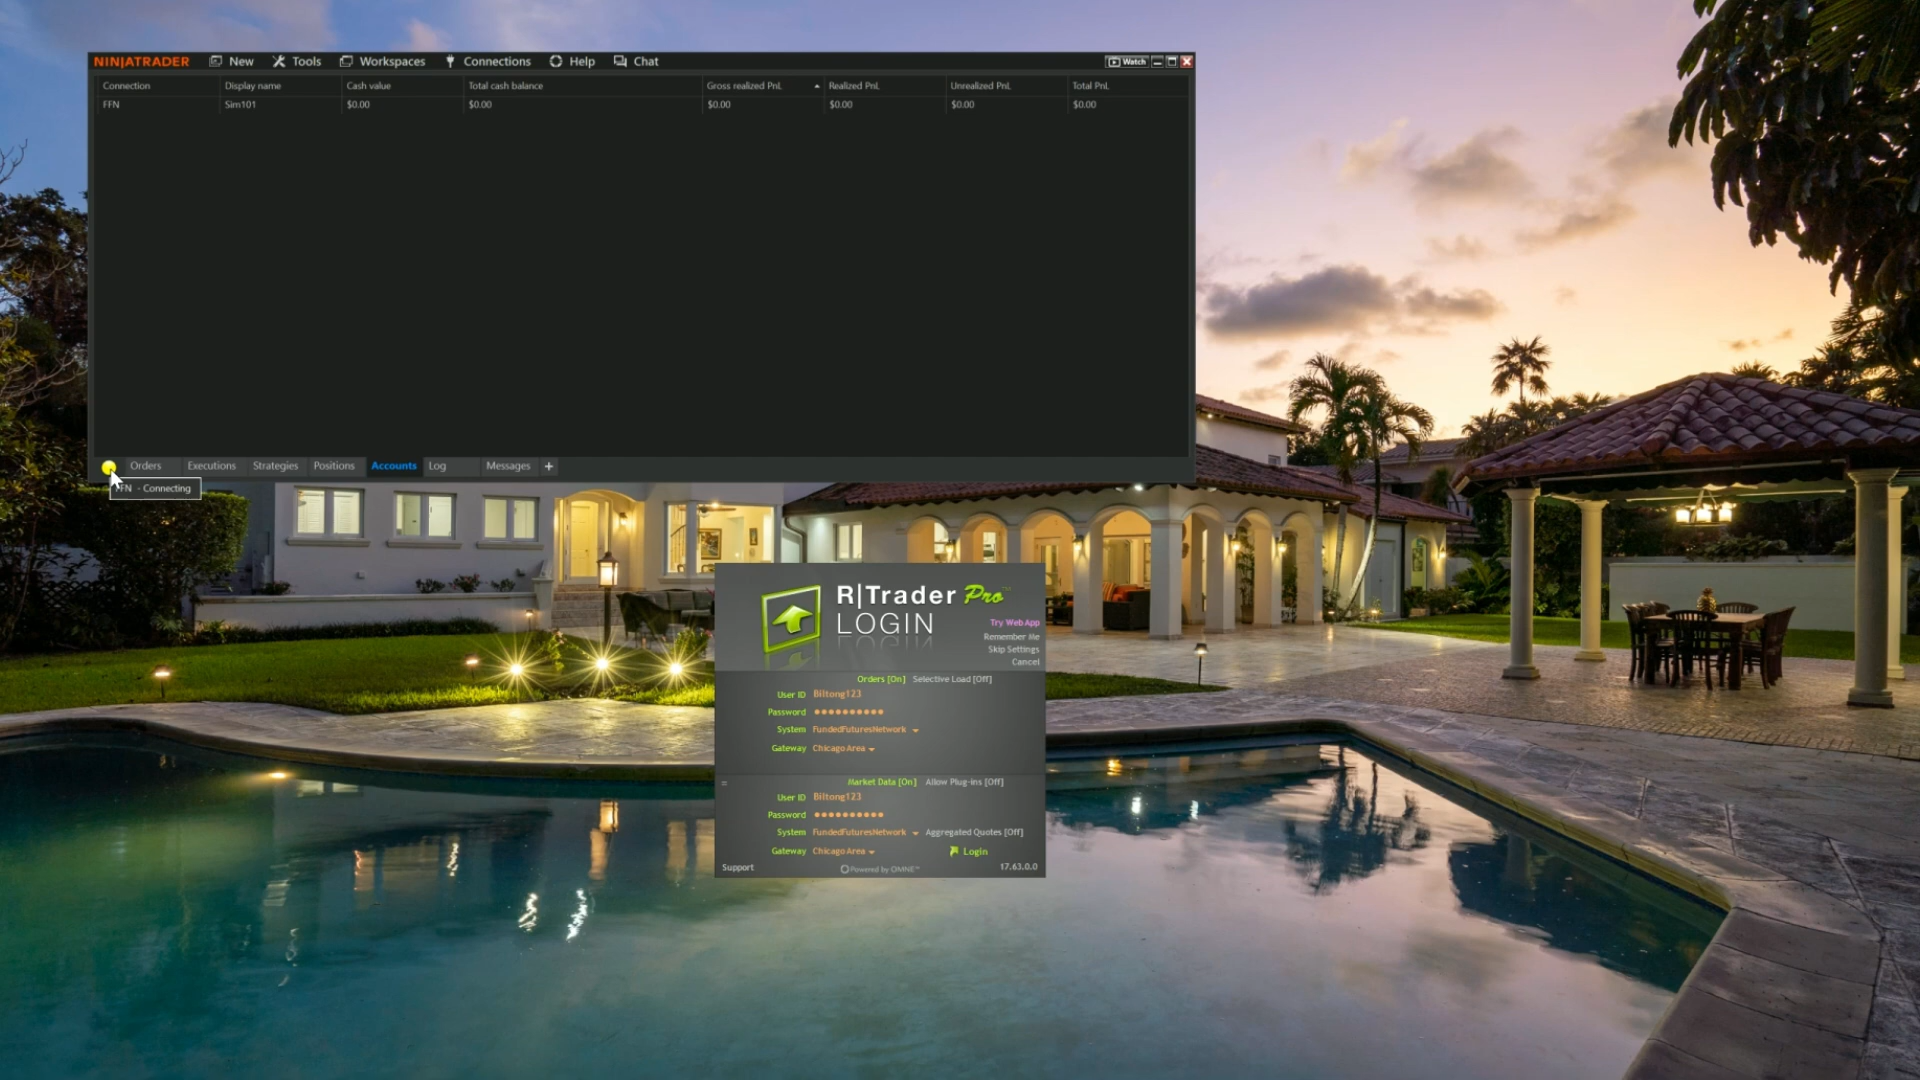 NINJATRADER New Tools Workspaces Connections Help Chat Watch
Connection Display name Cash value Total cash balance Gross realized PnL Realized PnL Unrealized PnL Total PnL
FFN Sim101 $0.00 $0.00 $0.00 $0.00 $0.00 $0.00
Orders Executions Strategies Positions Accounts Log Messages +
FFN - Connecting
R|Trader Pro™
LOGIN
Try Web App
Remember Me
Skip Settings
Cancel
Orders [On] Selective Load [Off]
User ID Biltong123
Password ●●●●●●●●●●
System FundedFuturesNetwork
Gateway Chicago Area
Market Data [On] Allow Plug-ins [Off]
User ID Biltong123
Password ●●●●●●●●●●
System FundedFuturesNetwork Aggregated Quotes [Off]
Gateway Chicago Area Login
Support Powered by OMNE™ 17.63.0.0